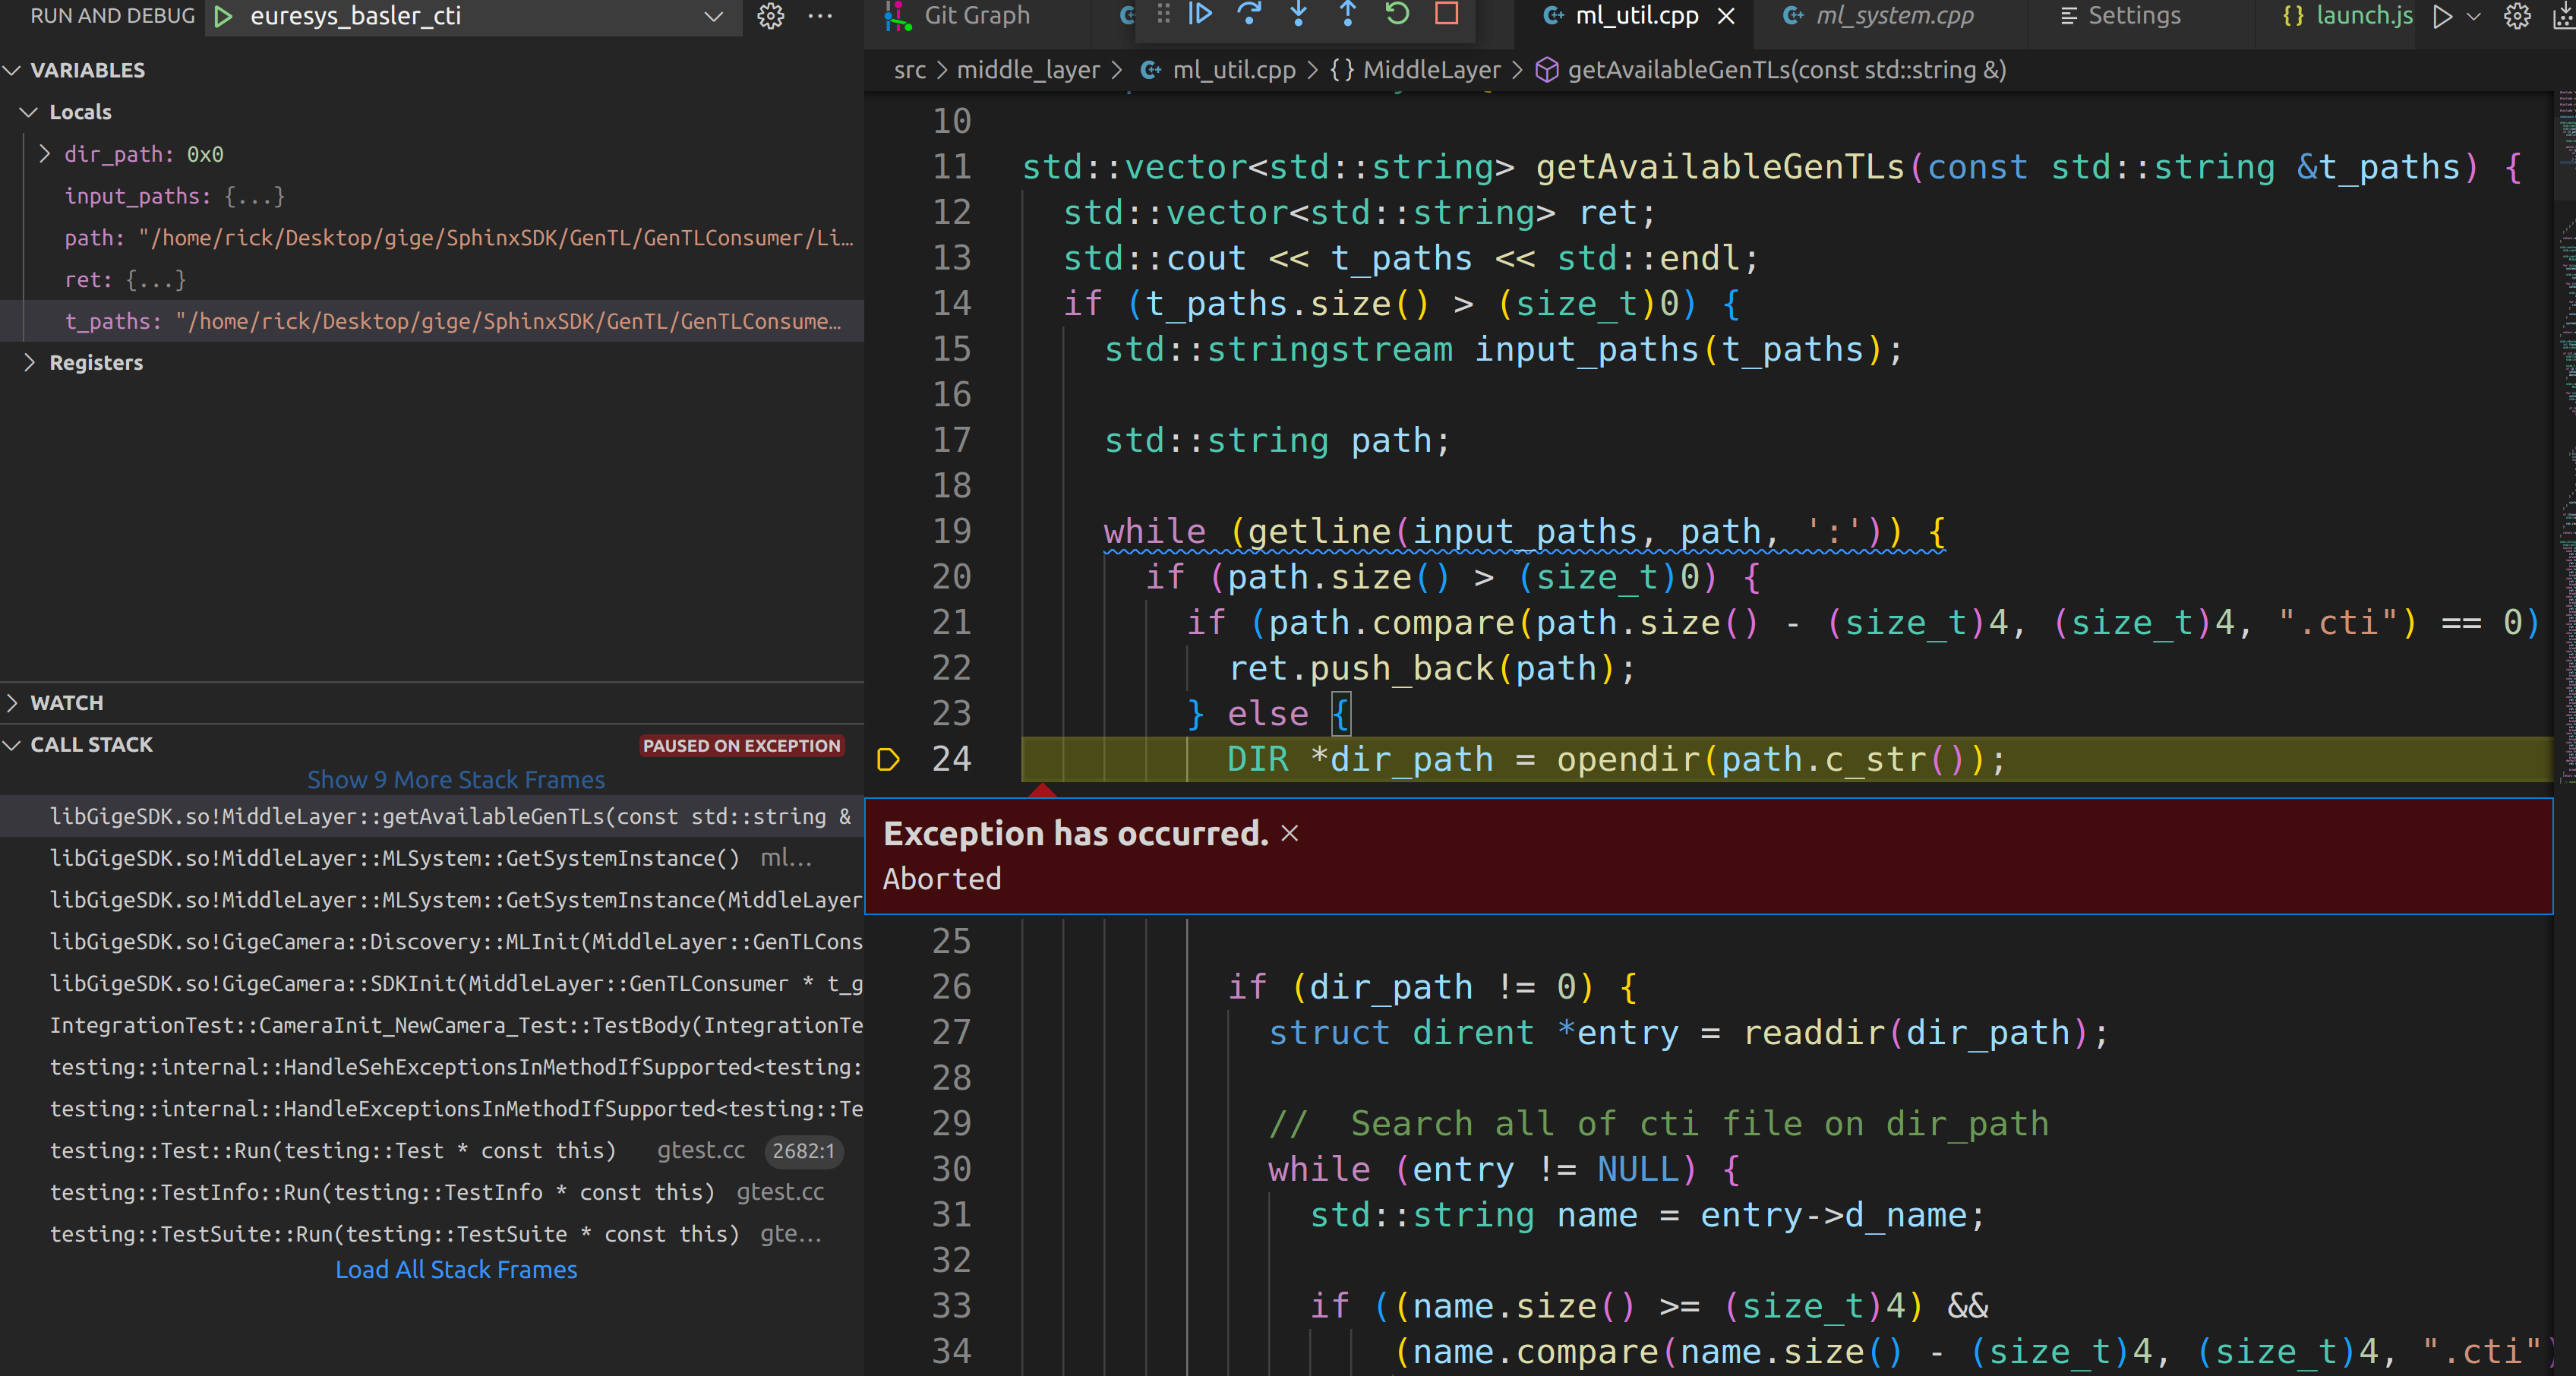 RUN AND DEBUG
euresys_basler_cti
VARIABLES
Locals
dir_path: 0x0
input_paths: {...}
path: "/home/rick/Desktop/gige/SphinxSDK/GenTL/GenTLConsumer/Li…
ret: {...}
t_paths: "/home/rick/Desktop/gige/SphinxSDK/GenTL/GenTLConsume…
Registers
WATCH
CALL STACK
PAUSED ON EXCEPTION
Show 9 More Stack Frames
libGigeSDK.so!MiddleLayer::getAvailableGenTLs(const std::string &
libGigeSDK.so!MiddleLayer::MLSystem::GetSystemInstance() ml…
libGigeSDK.so!MiddleLayer::MLSystem::GetSystemInstance(MiddleLayer
libGigeSDK.so!GigeCamera::Discovery::MLInit(MiddleLayer::GenTLCons
libGigeSDK.so!GigeCamera::SDKInit(MiddleLayer::GenTLConsumer * t_g
IntegrationTest::CameraInit_NewCamera_Test::TestBody(IntegrationTe
testing::internal::HandleSehExceptionsInMethodIfSupported<testing:
testing::internal::HandleExceptionsInMethodIfSupported<testing::Te
testing::Test::Run(testing::Test * const this) gtest.cc 2682:1
testing::TestInfo::Run(testing::TestInfo * const this) gtest.cc
testing::TestSuite::Run(testing::TestSuite * const this) gte…
Load All Stack Frames
Git Graph
ml_util.cpp
ml_system.cpp
Settings
{} launch.js
src > middle_layer > ml_util.cpp > {} MiddleLayer > getAvailableGenTLs(const std::string &)
10
11 std::vector<std::string> getAvailableGenTLs(const std::string &t_paths) {
12 std::vector<std::string> ret;
13 std::cout << t_paths << std::endl;
14 if (t_paths.size() > (size_t)0) {
15 std::stringstream input_paths(t_paths);
16
17 std::string path;
18
19 while (getline(input_paths, path, ':')) {
20 if (path.size() > (size_t)0) {
21 if (path.compare(path.size() - (size_t)4, (size_t)4, ".cti") == 0)
22 ret.push_back(path);
23 } else {
24 DIR *dir_path = opendir(path.c_str());
Exception has occurred.
Aborted
25
26 if (dir_path != 0) {
27 struct dirent *entry = readdir(dir_path);
28
29 // Search all of cti file on dir_path
30 while (entry != NULL) {
31 std::string name = entry->d_name;
32
33 if ((name.size() >= (size_t)4) &&
34 (name.compare(name.size() - (size_t)4, (size_t)4, ".cti")